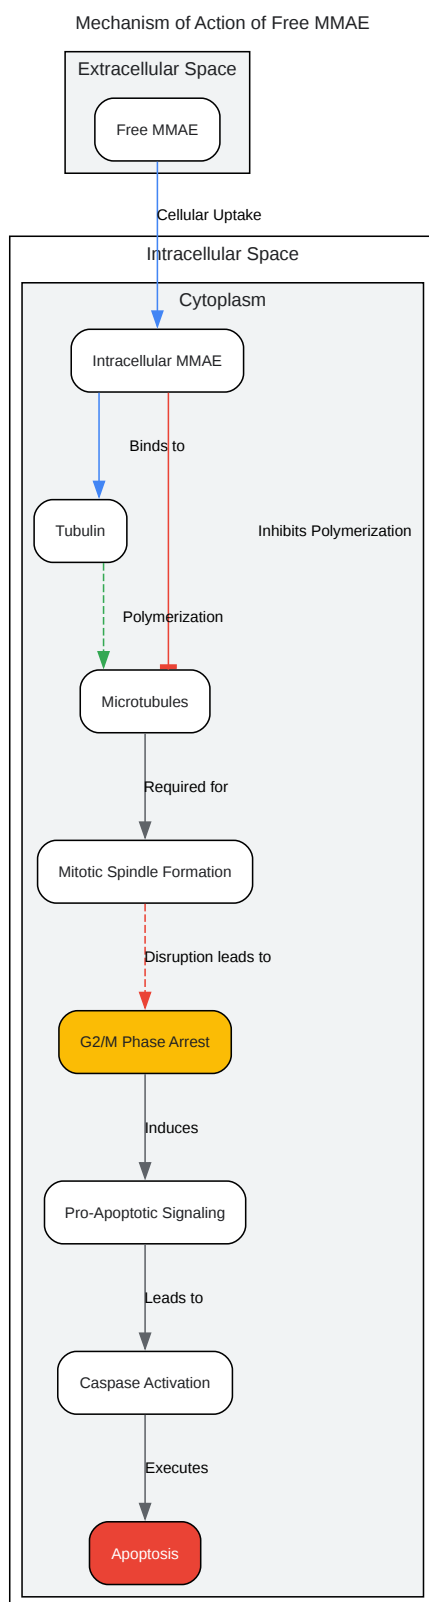 Mechanism of Action of Free MMAE
Extracellular Space
Free MMAE
Cellular Uptake
Intracellular Space
Cytoplasm
Intracellular MMAE
Binds to
Tubulin
Inhibits Polymerization
Polymerization
Microtubules
Required for
Mitotic Spindle Formation
Disruption leads to
G2/M Phase Arrest
Induces
Pro-Apoptotic Signaling
Leads to
Caspase Activation
Executes
Apoptosis